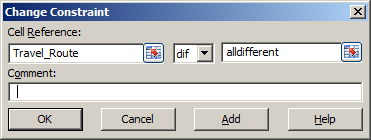 Change Constraint
Cell Reference:
Travel_Route dif alldifferent
Comment:
OK Cancel Add Help